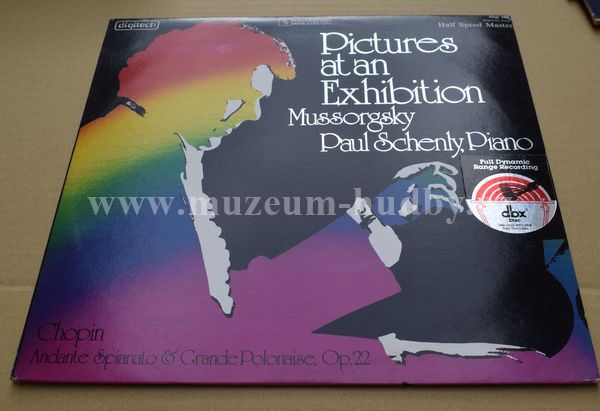 digitech
Half Speed Master
Pictures
at an
Exhibition
Mussorgsky
Paul Schenly, Piano
Full Dynamic
Range Recording
dbx
Disc
www.muzeum-hudby.
Chopin
Andante Spianato & Grande Polonaise, Op. 22